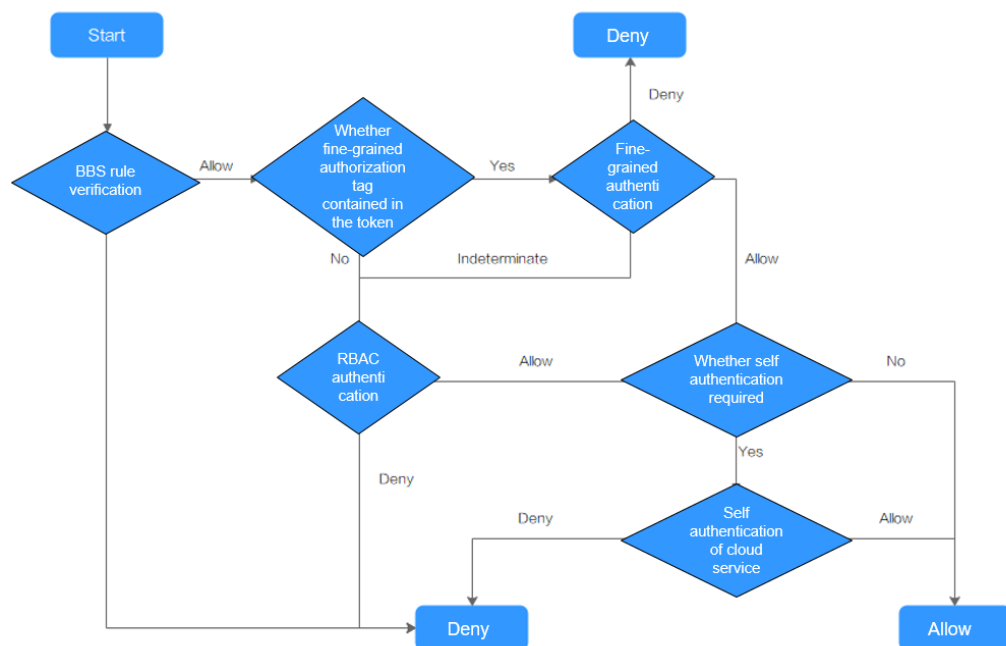 Start
Deny
Deny
Whether
fine-grained
authorization
tag
contained in
the token
Fine-
grained
authenti
cation
BBS rule
verification
Allow
Yes
No
Indeterminate
Allow
RBAC
authenti
cation
Allow
Whether self
authentication
required
No
Yes
Deny
Self
authentication
of cloud
service
Deny
Allow
Deny
Allow